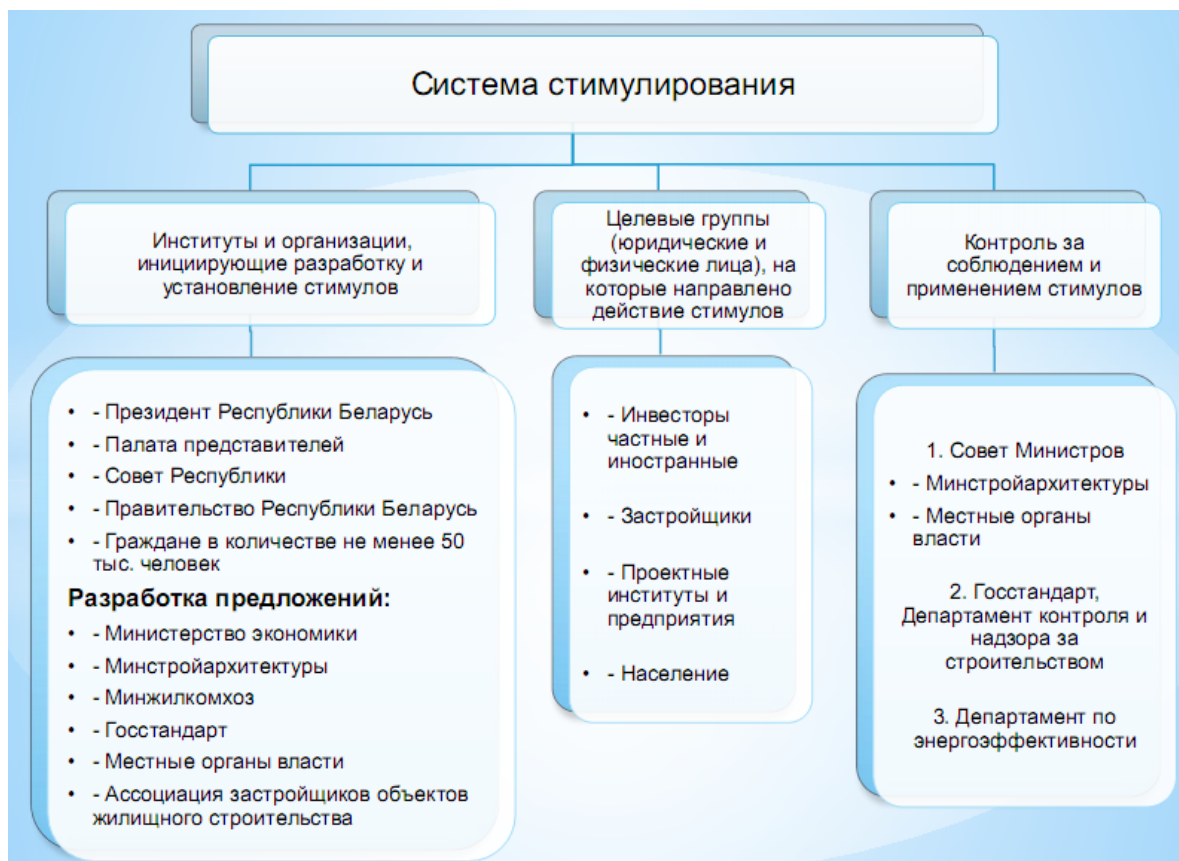 Система стимулирования
Институты и организации,
инициирующие разработку и
установление стимулов
• - Президент Республики Беларусь
• - Палата представителей
• - Совет Республики
• - Правительство Республики Беларусь
• - Граждане в количестве не менее 50
тыс. человек
Разработка предложений:
• - Министерство экономики
• - Минстройархитектуры
• - Минжилкомхоз
• - Госстандарт
• - Местные органы власти
• - Ассоциация застройщиков объектов
жилищного строительства
Целевые группы
(юридические и
физические лица), на
которые направлено
действие стимулов
• - Инвесторы
частные и
иностранные
• - Застройщики
• - Проектные
институты и
предприятия
• - Население
Контроль за
соблюдением и
применением стимулов
1. Совет Министров
• - Минстройархитектуры
• - Местные органы
власти
2. Госстандарт,
Департамент контроля и
надзора за
строительством
3. Департамент по
энергоэффективности